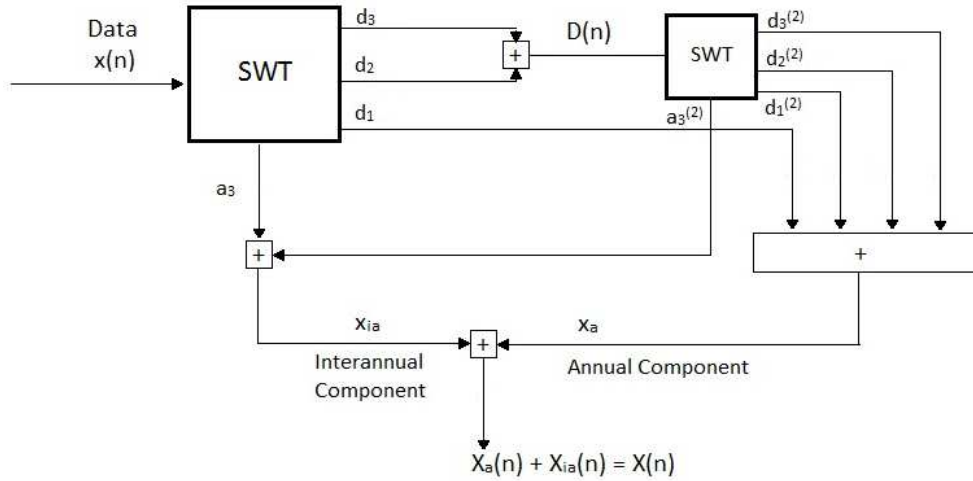 Data
x(n)
SWT
d₃
d₂
d₁
a₃
+
D(n)
SWT
d₃⁽²⁾
d₂⁽²⁾
d₁⁽²⁾
a₃⁽²⁾
+
+
xᵢₐ
Interannual
Component
+
xₐ
Annual Component
Xₐ(n) + Xᵢₐ(n) = X(n)